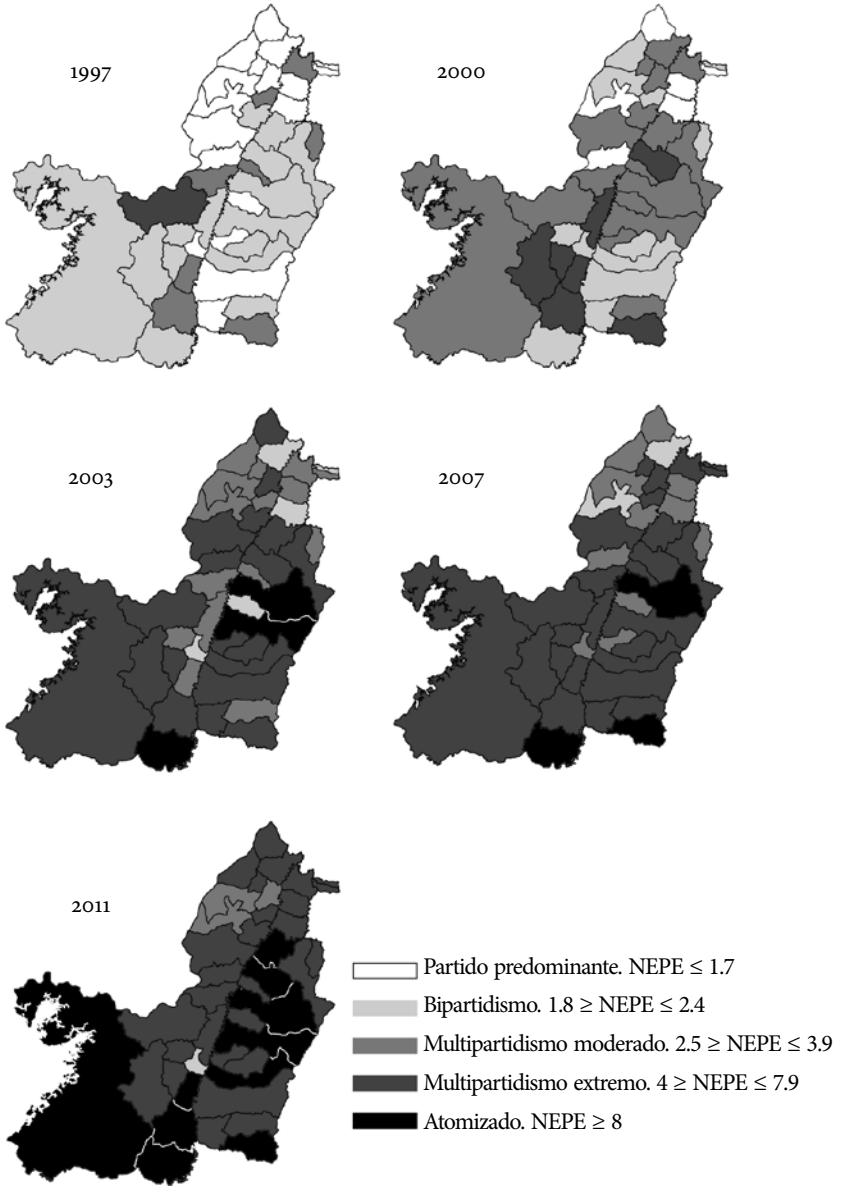 1997
2000
2003
2007
2011
Partido predominante. NEPE ≤ 1.7
Bipartidismo. 1.8 ≥ NEPE ≤ 2.4
Multipartidismo moderado. 2.5 ≥ NEPE ≤ 3.9
Multipartidismo extremo. 4 ≥ NEPE ≤ 7.9
Atomizado. NEPE ≥ 8